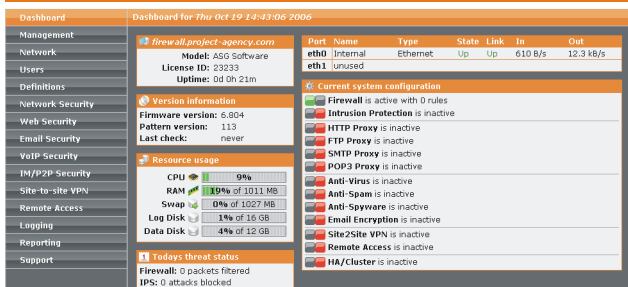 Dashboard
Management
Network
Users
Definitions
Network Security
Web Security
Email Security
VoIP Security
IM/P2P Security
Site-to-site VPN
Remote Access
Logging
Reporting
Support
Dashboard for Thu Oct 19 14:43:06 2006
firewall.project-agency.com
Model: ASG Software
License ID: 23233
Uptime: 0d 0h 21m
Version information
Firmware version: 6.804
Pattern version: 113
Last check: never
Resource usage
CPU 9%
RAM 19% of 1011 MB
Swap 0% of 1027 MB
Log Disk 1% of 16 GB
Data Disk 4% of 12 GB
Todays threat status
Firewall: 0 packets filtered
IPS: 0 attacks blocked
Port Name Type State Link In Out
eth0 Internal Ethernet Up Up 610 B/s 12.3 kB/s
eth1 unused
Current system configuration
Firewall is active with 0 rules
Intrusion Protection is inactive
HTTP Proxy is inactive
FTP Proxy is inactive
SMTP Proxy is inactive
POP3 Proxy is inactive
Anti-Virus is inactive
Anti-Spam is inactive
Anti-Spyware is inactive
Email Encryption is inactive
Site2Site VPN is inactive
Remote Access is inactive
HA/Cluster is inactive